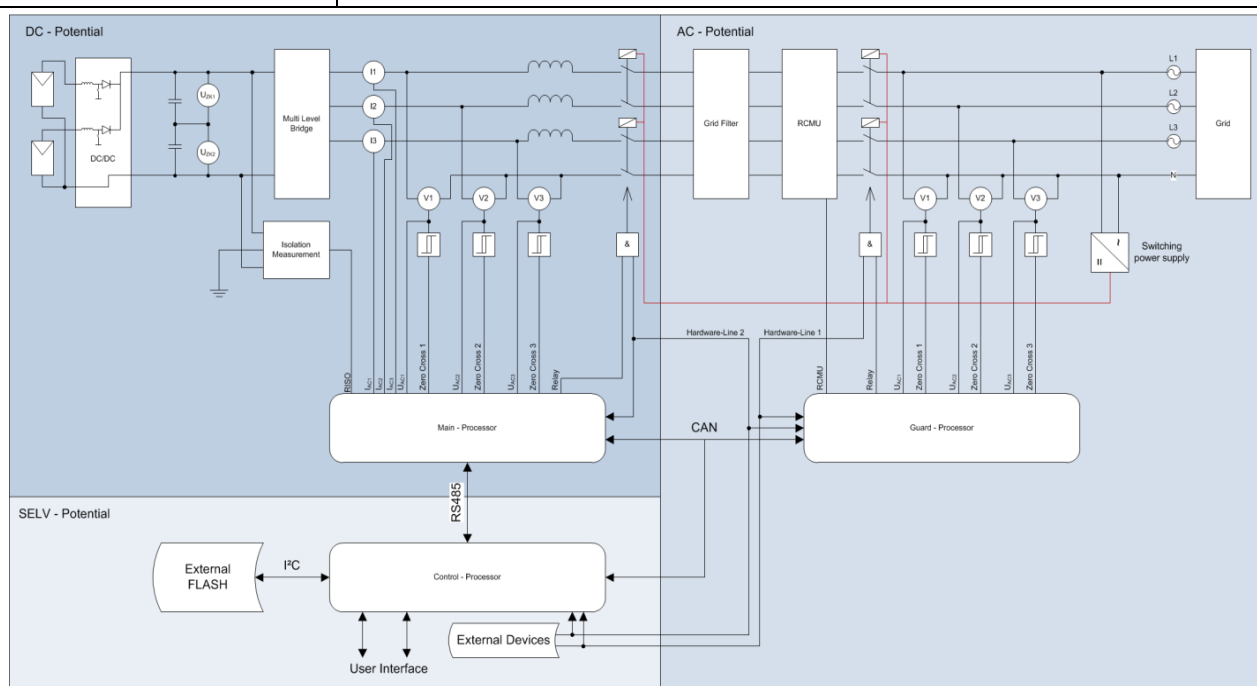 DC - Potential
AC - Potential
L1
I1
U_ZK1
L2
Multi Level
Bridge
I2
Grid Filter
RCMU
Grid
L3
I3
DC/DC
U_ZK2
N
V1
V2
V3
V1
V2
V3
Isolation
Measurement
&
&
Switching
power supply
Hardware-Line 2
Hardware-Line 1
RISO
I_AC1
I_AC2
I_AC3
U_AC1
Zero Cross 1
U_AC2
Zero Cross 2
U_AC3
Zero Cross 3
Relay
RCMU
Relay
U_AC1
Zero Cross 1
U_AC2
Zero Cross 2
U_AC3
Zero Cross 3
Main - Processor
CAN
Guard - Processor
RS485
SELV - Potential
External
FLASH
I²C
Control - Processor
External Devices
User Interface